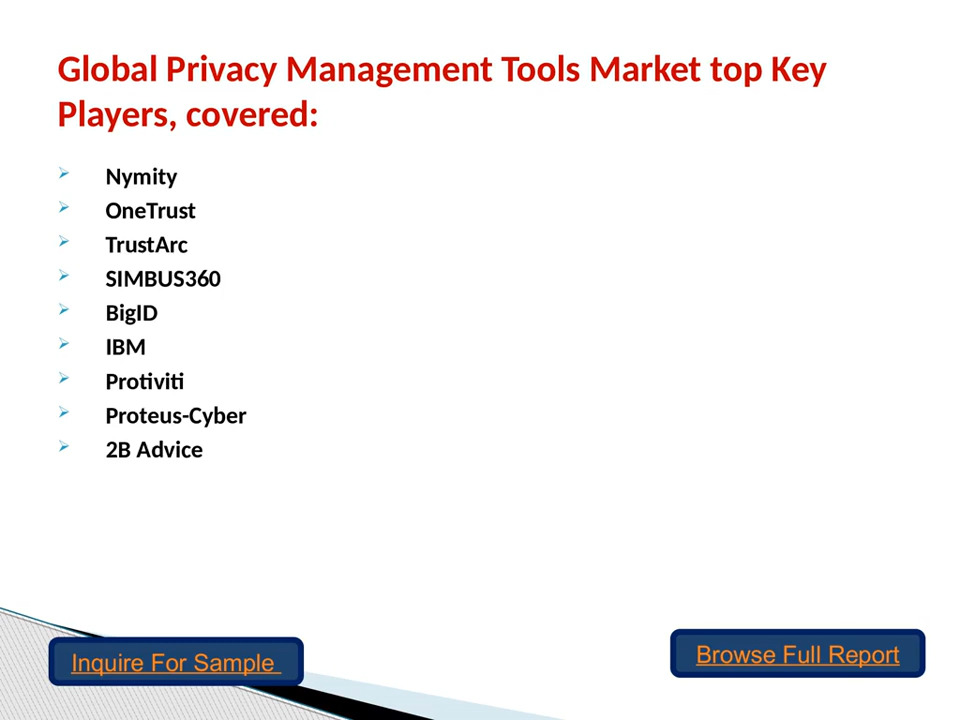 Global Privacy Management Tools Market top Key
Players, covered:
Nymity
OneTrust
TrustArc
SIMBUS360
BigID
IBM
Protiviti
Proteus-Cyber
2B Advice
Inquire For Sample
Browse Full Report